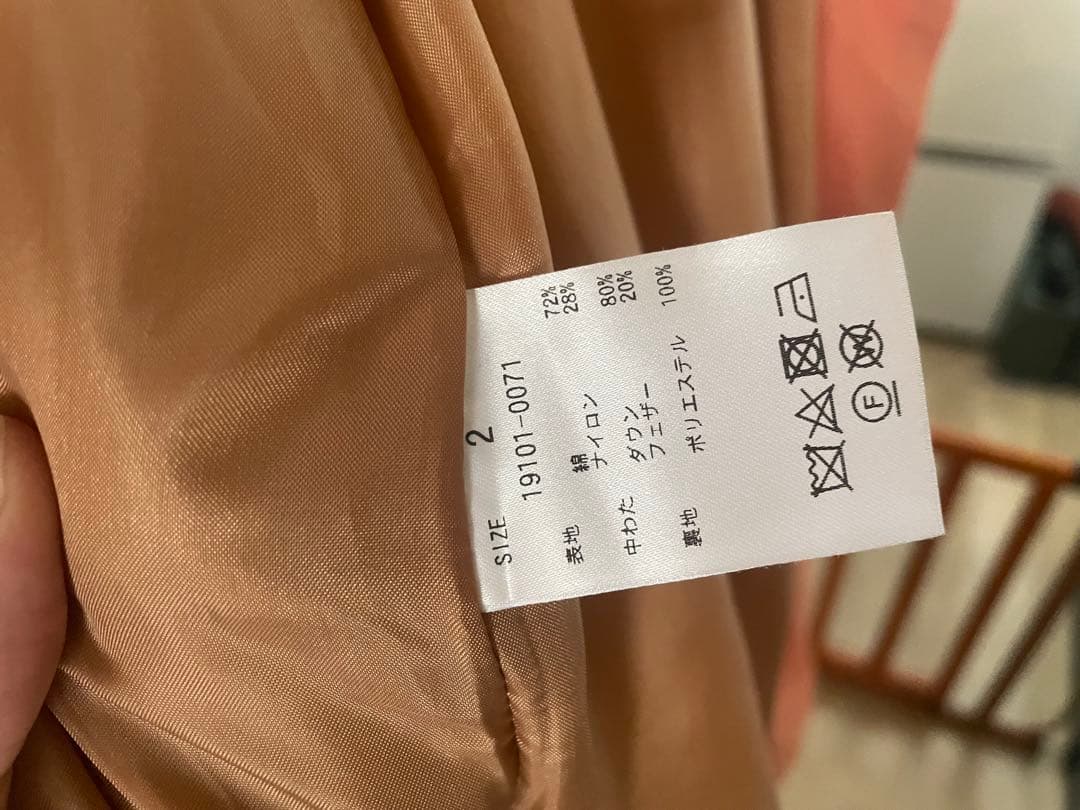 SIZE 2
19101-0071
表地 綿 72%
ナイロン 28%
中わた ダウン 80%
フェザー 20%
裏地 ポリエステル 100%
F W